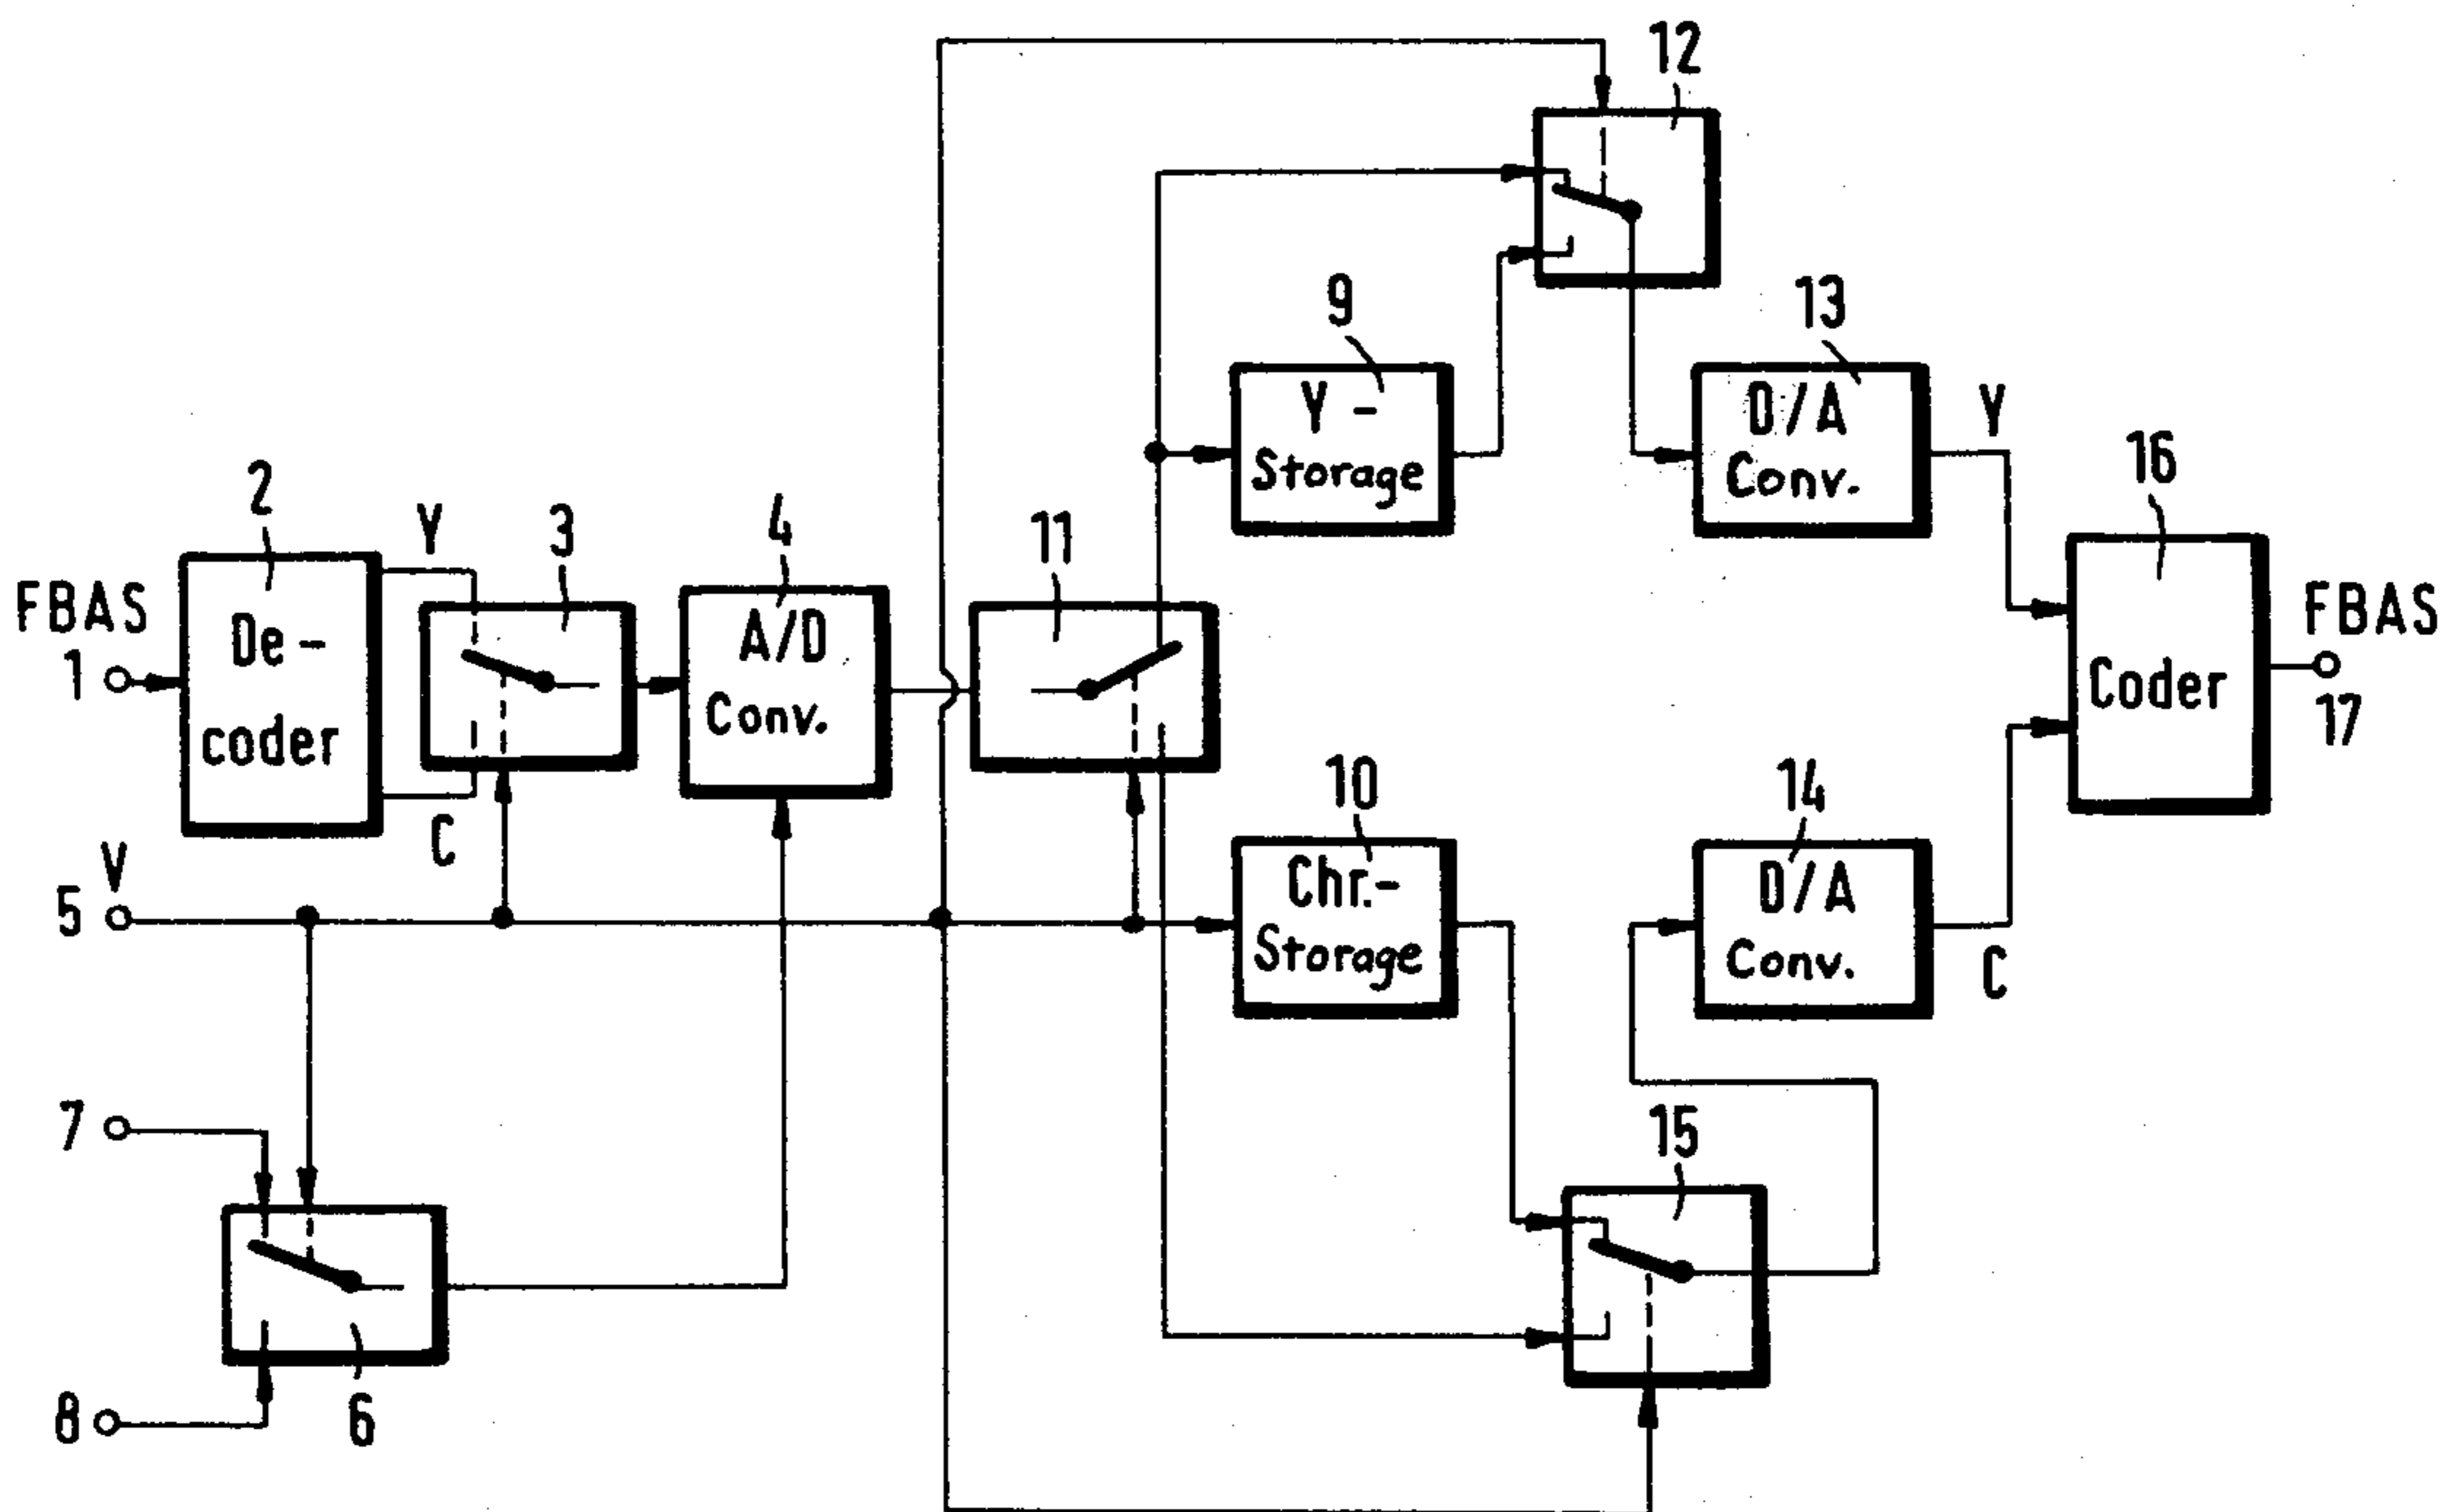 12
9
13
Y -
Storage
D/A
Conv.
Y
16
2
Y
3
4
11
FBAS
1
De -
coder
A/D
Conv.
Coder
FBAS
17
C
10
14
V
5
Chr.-
Storage
D/A
Conv.
C
7
15
8
6